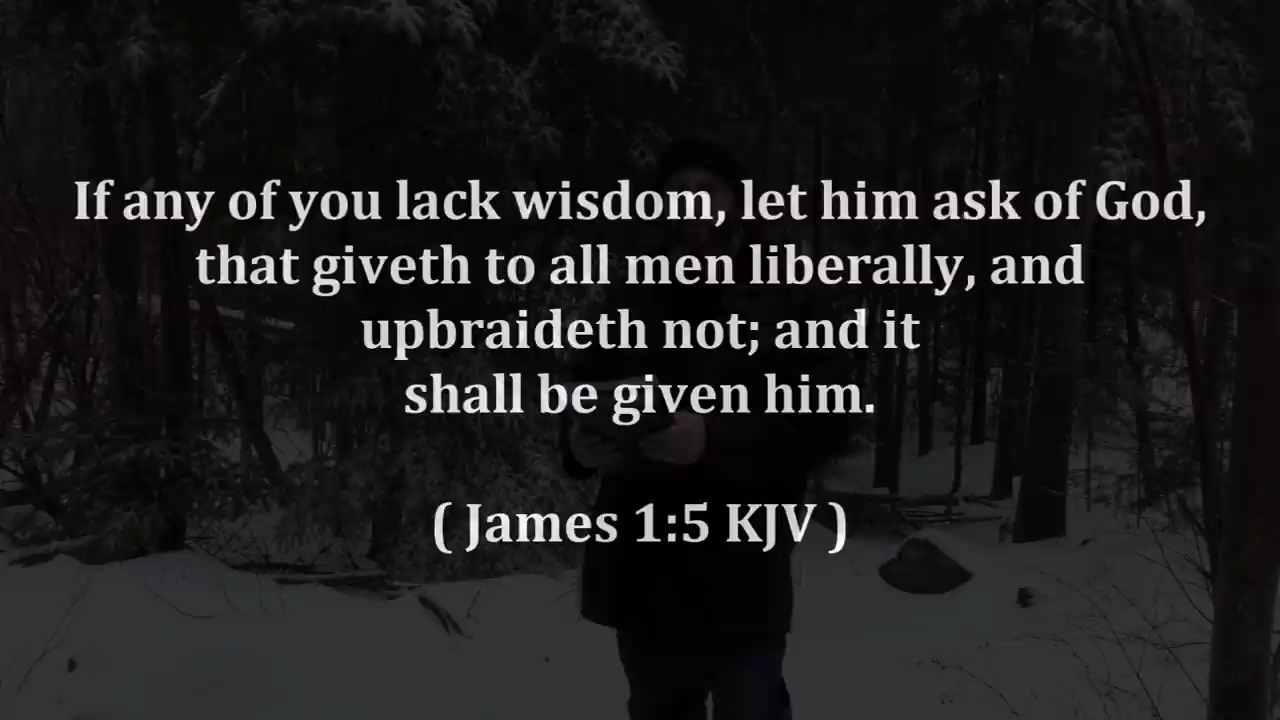 If any of you lack wisdom, let him ask of God,
that giveth to all men liberally, and
upbraideth not; and it
shall be given him.
( James 1:5 KJV )